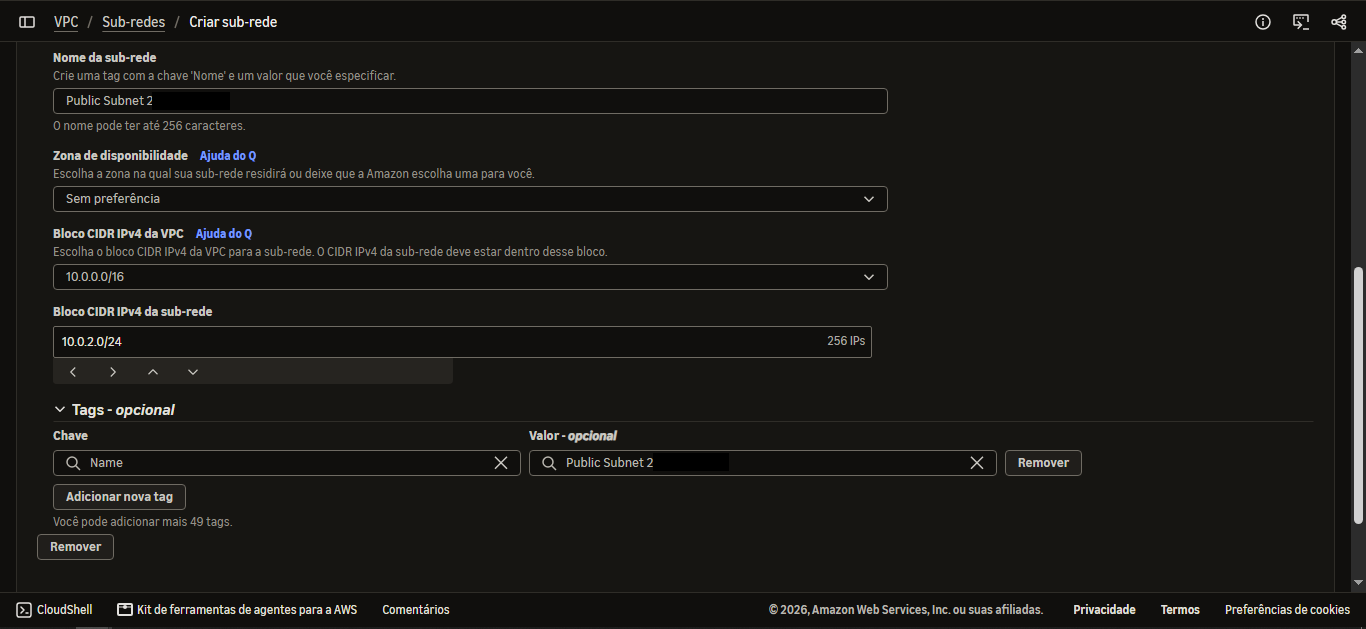 VPC / Sub-redes / Criar sub-rede
Nome da sub-rede
Crie uma tag com a chave 'Nome' e um valor que você especificar.
Public Subnet 2
O nome pode ter até 256 caracteres.
Zona de disponibilidade Ajuda do Q
Escolha a zona na qual sua sub-rede residirá ou deixe que a Amazon escolha uma para você.
Sem preferência
Bloco CIDR IPv4 da VPC Ajuda do Q
Escolha o bloco CIDR IPv4 da VPC para a sub-rede. O CIDR IPv4 da sub-rede deve estar dentro desse bloco.
10.0.0.0/16
Bloco CIDR IPv4 da sub-rede
10.0.2.0/24 256 IPs
Tags - opcional
Chave Valor - opcional
Name Public Subnet 2 Remover
Adicionar nova tag
Você pode adicionar mais 49 tags.
Remover
CloudShell Kit de ferramentas de agentes para a AWS Comentários © 2026, Amazon Web Services, Inc. ou suas afiliadas. Privacidade Termos Preferências de cookies